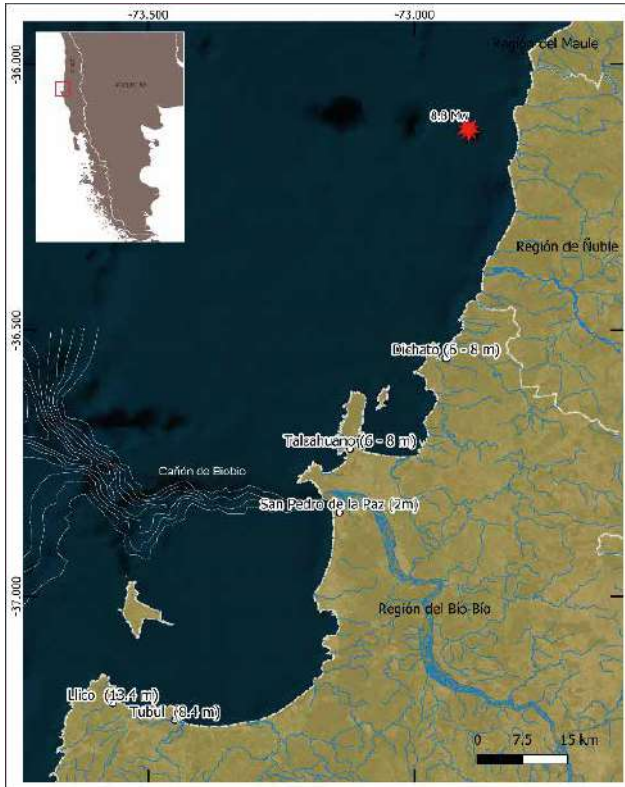 -73.500
-73.000
-36.000
Región del Maule
8.8 Mw
Región de Ñuble
-36.500
Dichato (6 - 8 m)
Talcahuano (6 - 8 m)
Cañón de Biobio
San Pedro de la Paz (2m)
-37.000
Región del Bío-Bío
Llico (13.4 m)
Tubul (8.4 m)
0 7.5 15 km